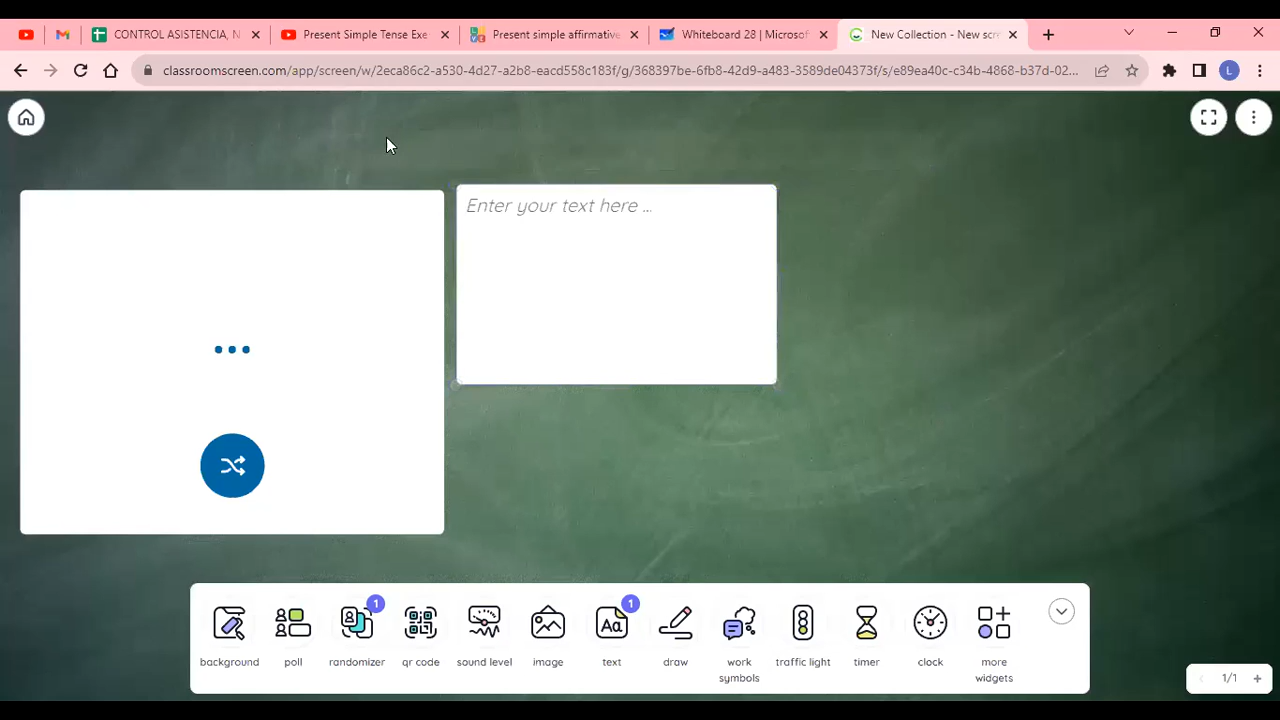 CONTROL ASISTENCIA, N
Present Simple Tense Exe
Present simple affirmative
Whiteboard 28 | Microsof
New Collection - New scre
classroomscreen.com/app/screen/w/2eca86c2-a530-4d27-a2b8-eacd558c183f/g/368397be-6fb8-42d9-a483-3589de04373f/s/e89ea40c-c34b-4868-b37d-02...
L
Enter your text here ...
1
1
background
poll
randomizer
qr code
sound level
image
text
draw
work symbols
traffic light
timer
clock
more widgets
1/1